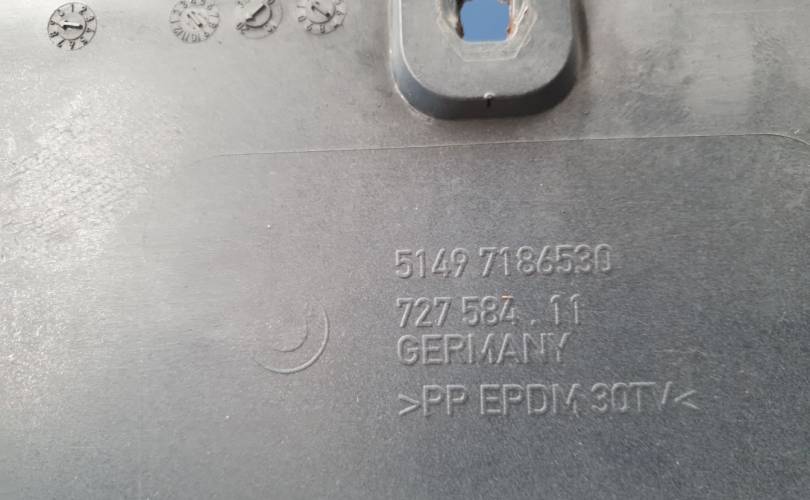 5149 7186530
727 584 . 11
GERMANY
>PP EPDM 30TV<